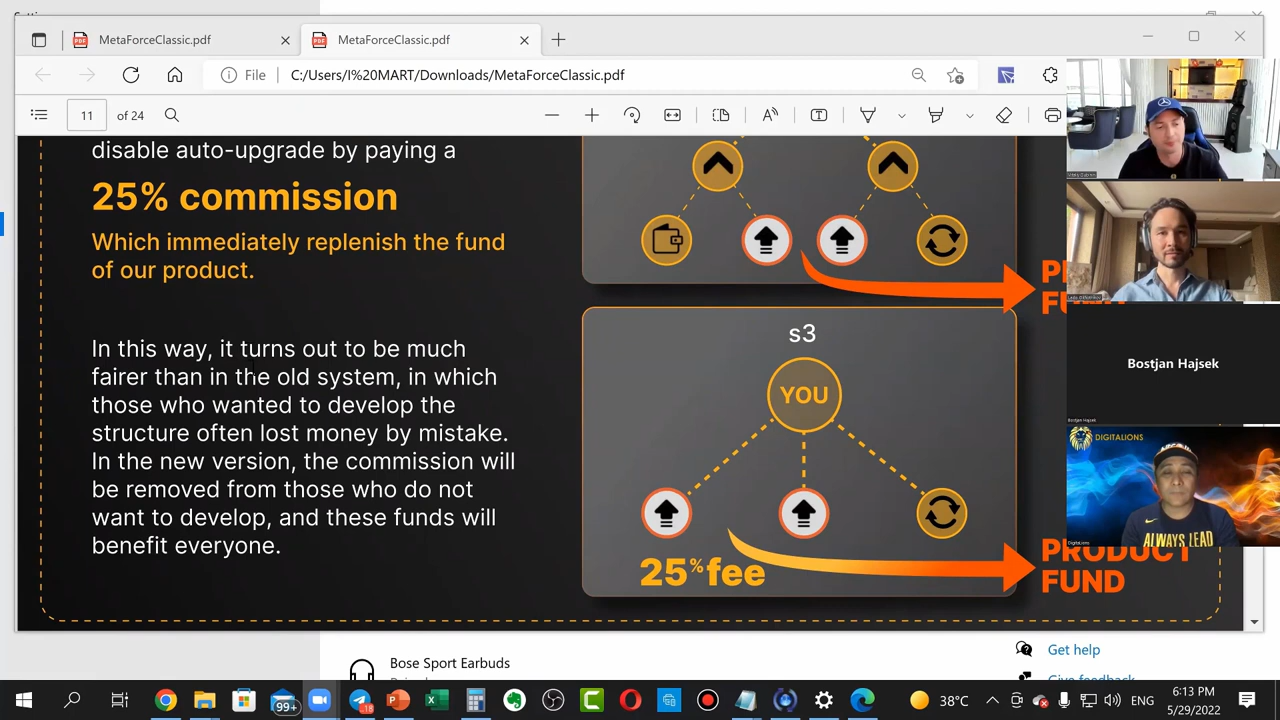 MetaForceClassic.pdf
MetaForceClassic.pdf
File
C:/Users/I%20MART/Downloads/MetaForceClassic.pdf
11 of 24
disable auto-upgrade by paying a
25% commission
Which immediately replenish the fund
of our product.
In this way, it turns out to be much
fairer than in the old system, in which
those who wanted to develop the
structure often lost money by mistake.
In the new version, the commission will
be removed from those who do not
want to develop, and these funds will
benefit everyone.
s3
YOU
25% fee
PRODUCT
FUND
Bostjan Hajsek
Bostjan Hajsek
DIGITALIONS
ALWAYS LEAD
DigitaLions
Bose Sport Earbuds
Get help
99+
18
38°C
ENG
6:13 PM
5/29/2022